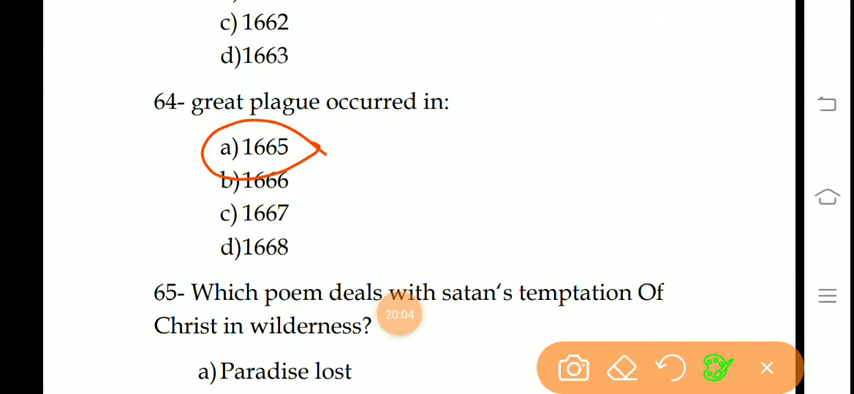 c) 1662
d)1663
64- great plague occurred in:
a) 1665
b)1666
c) 1667
d)1668
65- Which poem deals with satan‘s temptation Of
Christ in wilderness?
20:04
a) Paradise lost